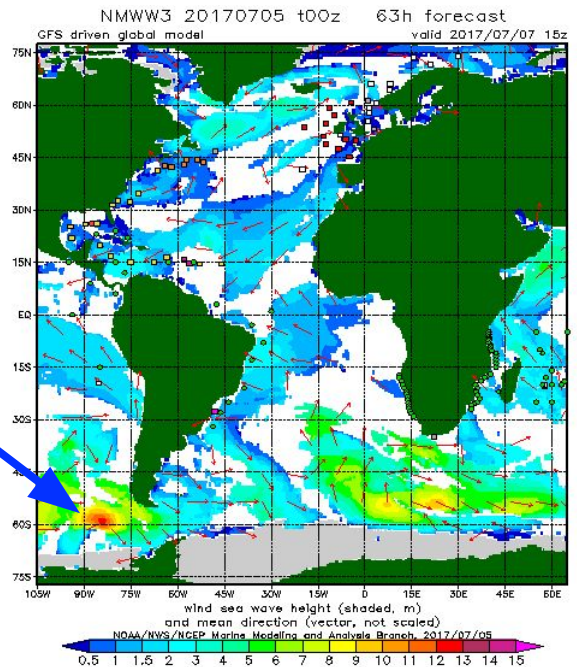 NMWW3 20170705 t00z 63h forecast
GFS driven global model valid 2017/07/07 15z
75N
60N
45N
30N
15N
EQ
15S
30S
45S
60S
75S
105W 90W 75W 60W 45W 30W 15W 0 15E 30E 45E 60E
wind sea wave height (shaded, m)
and mean direction (vector, not scaled)
NOAA/NWS/NCEP Marine Modeling and Analysis Branch, 2017/07/05
0.5 1 1.5 2 3 4 5 6 7 8 9 10 11 12 13 14 15